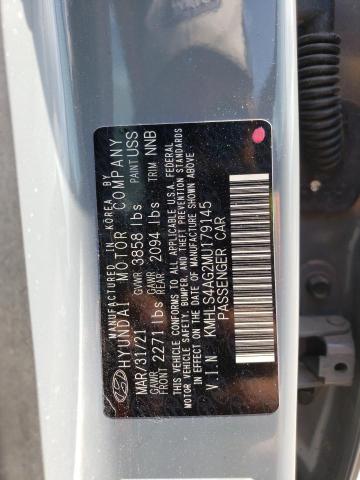 MANUFACTURED IN KOREA BY
HYUNDAI MOTOR COMPANY
MAR/31/21 GVWR 3858 lbs PAINT USS
GAWR FRONT 2271 lbs GAWR REAR 2094 lbs TRIM NNB
THIS VEHICLE CONFORMS TO ALL APPLICABLE U.S.A. FEDERAL
MOTOR VEHICLE SAFETY, BUMPER, AND THEFT PREVENTION STANDARDS
IN EFFECT ON THE DATE OF MANUFACTURE SHOWN ABOVE
V.I.N KMHLS4AG2MU179145
PASSENGER CAR